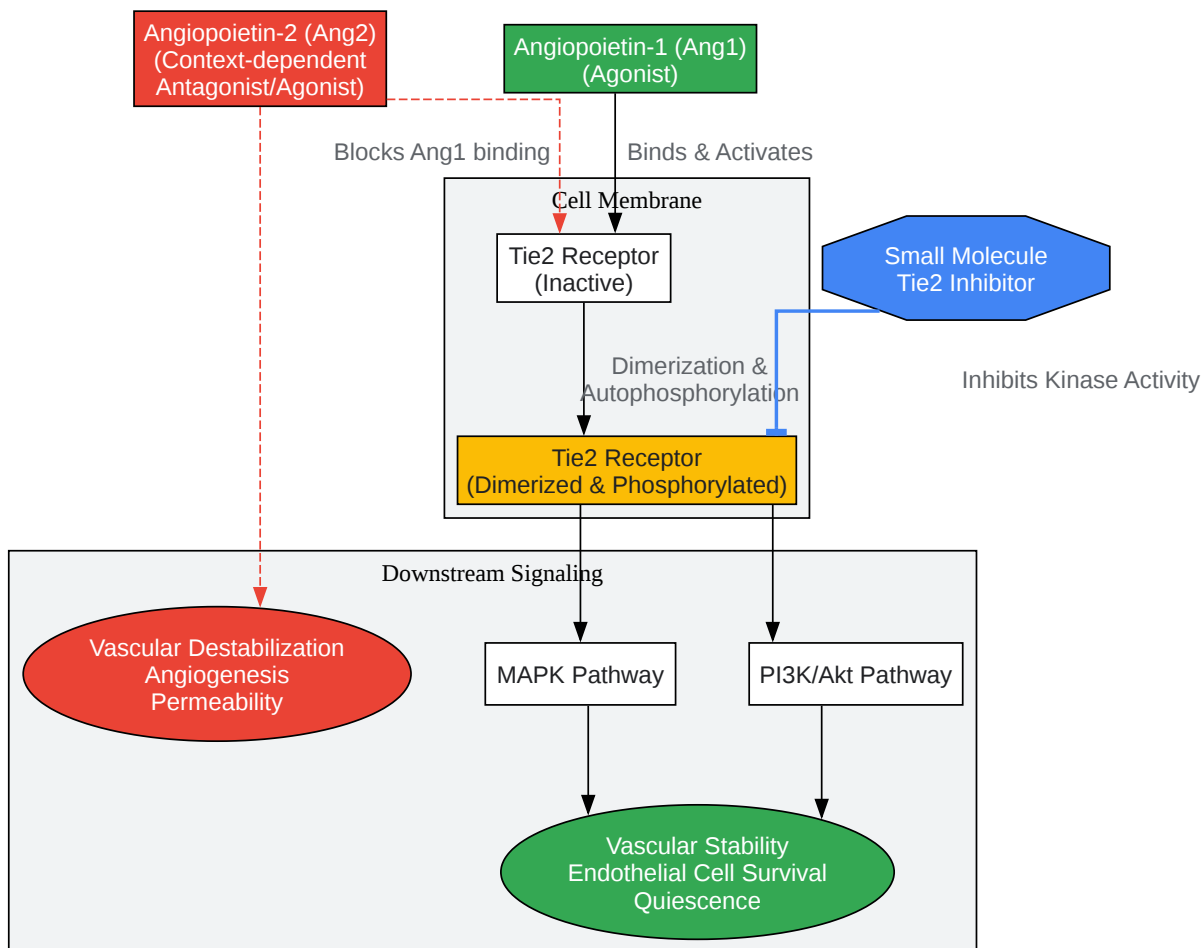 Angiopoietin-2 (Ang2)
(Context-dependent
Antagonist/Agonist)
Angiopoietin-1 (Ang1)
(Agonist)
Blocks Ang1 binding
Binds & Activates
Cell Membrane
Tie2 Receptor
(Inactive)
Small Molecule
Tie2 Inhibitor
Dimerization &
Autophosphorylation
Inhibits Kinase Activity
Tie2 Receptor
(Dimerized & Phosphorylated)
Downstream Signaling
Vascular Destabilization
Angiogenesis
Permeability
MAPK Pathway
PI3K/Akt Pathway
Vascular Stability
Endothelial Cell Survival
Quiescence